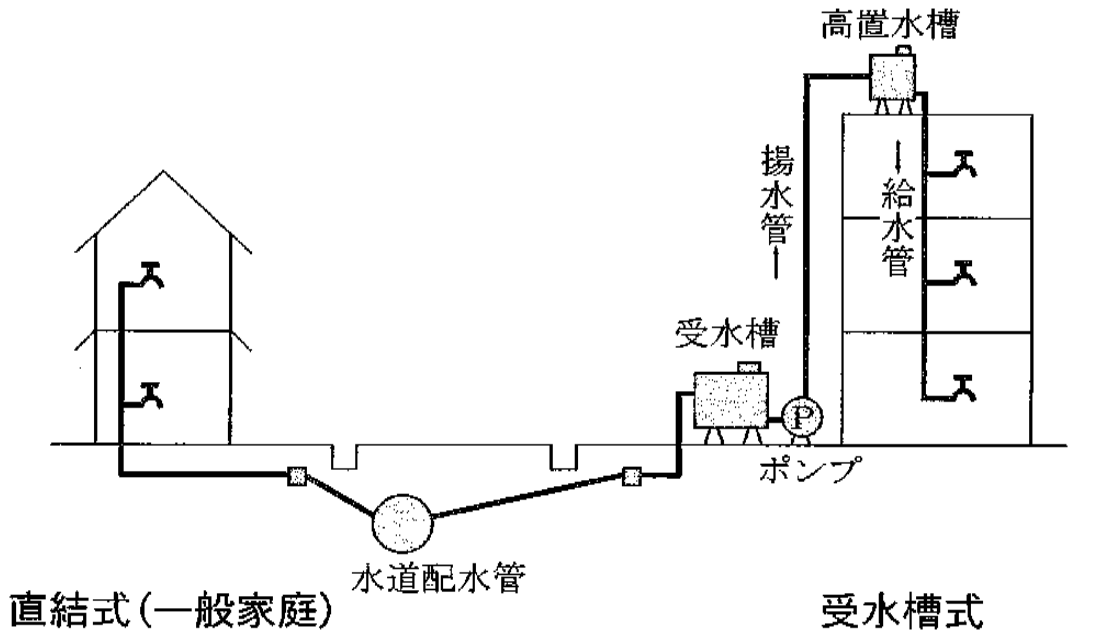 高置水槽
揚水管
給水管
受水槽
P
ポンプ
水道配水管
直結式(一般家庭)
受水槽式